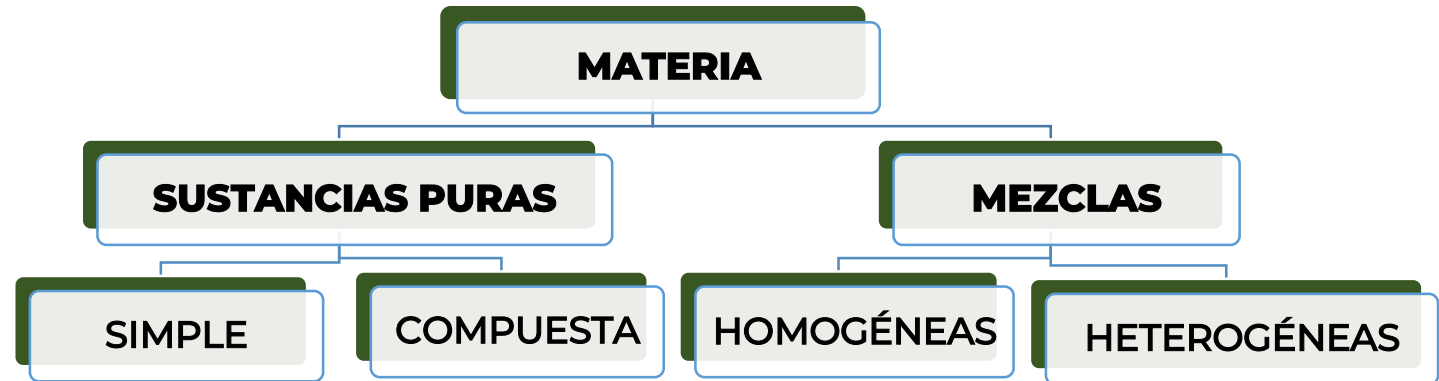 MATERIA
SUSTANCIAS PURAS
MEZCLAS
SIMPLE
COMPUESTA
HOMOGÉNEAS
HETEROGÉNEAS